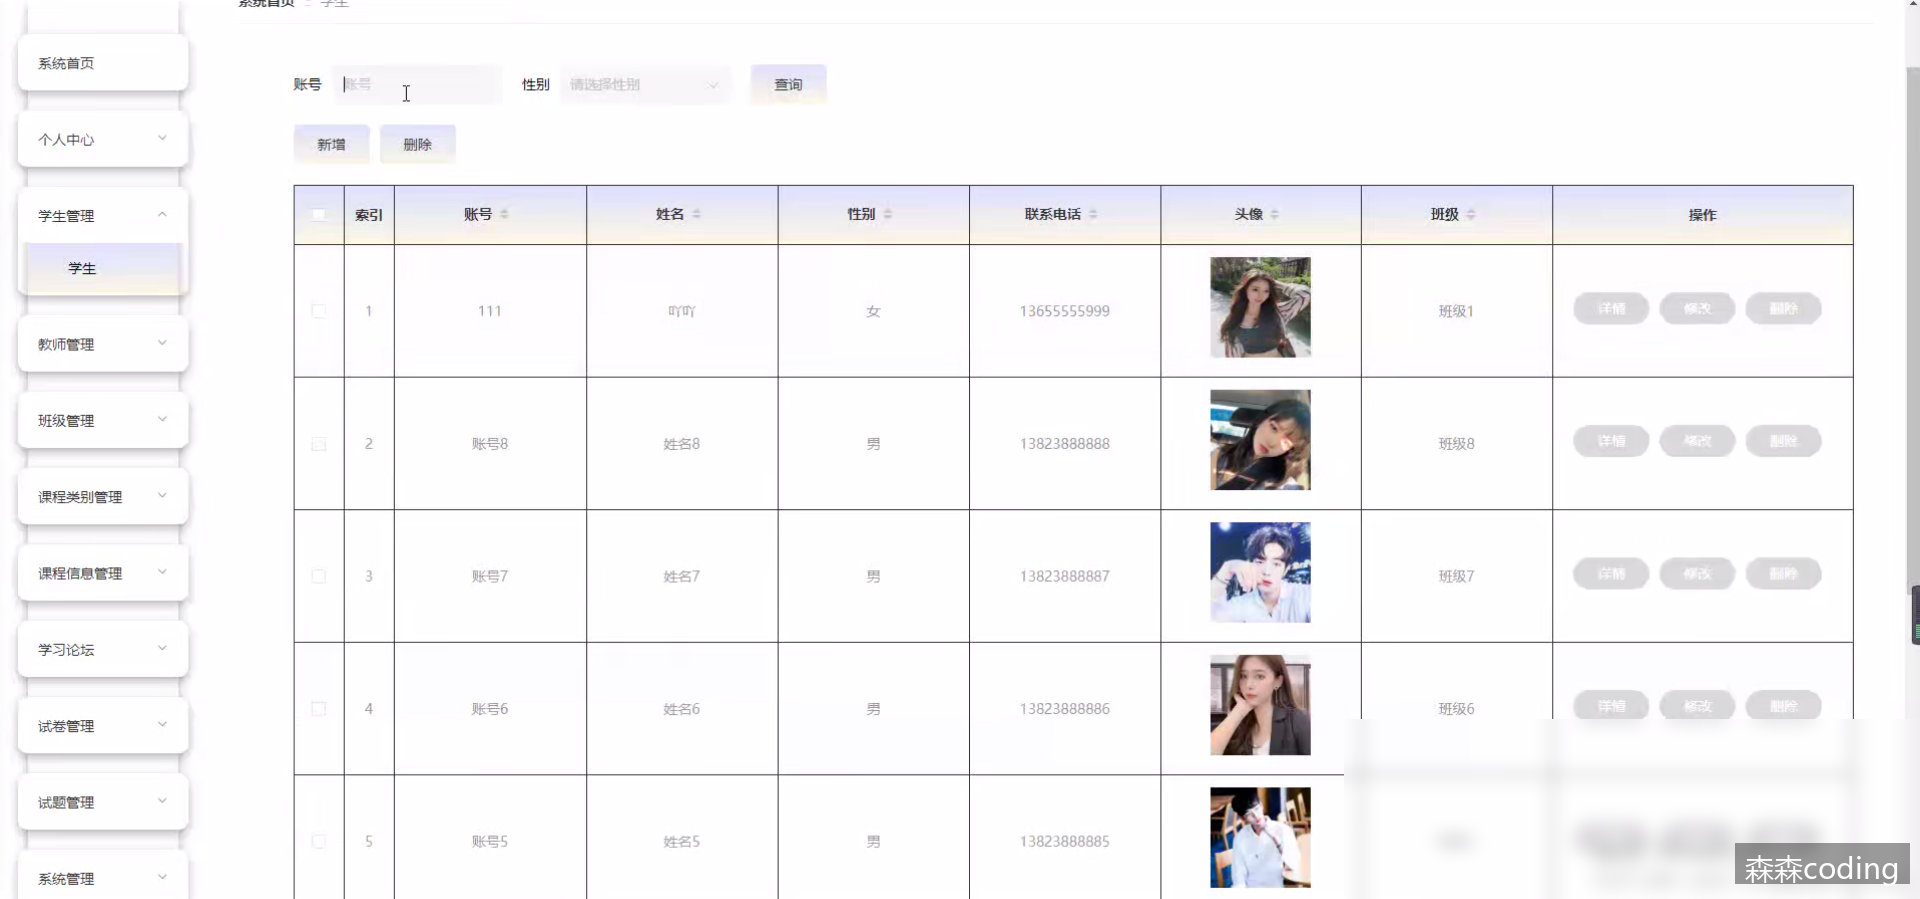 系统首页 学生
系统首页
个人中心
学生管理
学生
教师管理
班级管理
课程类别管理
课程信息管理
学习论坛
试卷管理
试题管理
系统管理
账号 账号 性别 请选择性别 查询
新增 删除
索引 账号 姓名 性别 联系电话 头像 班级 操作
1 111 吖吖 女 13655555999 班级1 详情 修改 删除
2 账号8 姓名8 男 13823888888 班级8 详情 修改 删除
3 账号7 姓名7 男 13823888887 班级7 详情 修改 删除
4 账号6 姓名6 男 13823888886 班级6 详情 修改 删除
5 账号5 姓名5 男 13823888885
森森coding